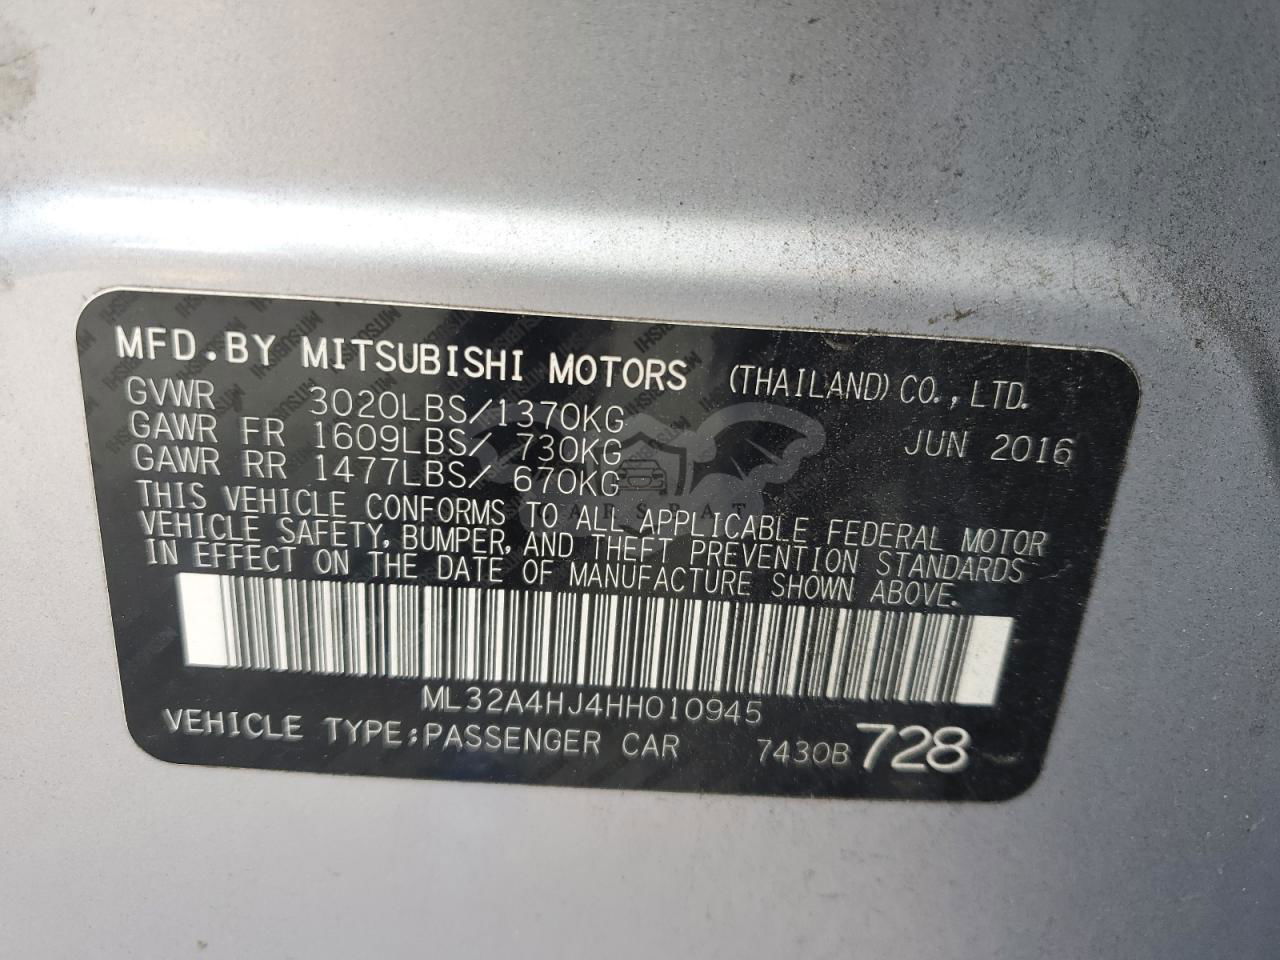 MFD.BY MITSUBISHI MOTORS (THAILAND) CO., LTD.
GVWR 3020LBS/1370KG JUN 2016
GAWR FR 1609LBS/ 730KG
GAWR RR 1477LBS/ 670KG
CARSBAT
THIS VEHICLE CONFORMS TO ALL APPLICABLE FEDERAL MOTOR
VEHICLE SAFETY, BUMPER, AND THEFT PREVENTION STANDARDS
IN EFFECT ON THE DATE OF MANUFACTURE SHOWN ABOVE.
ML32A4HJ4HH010945
VEHICLE TYPE:PASSENGER CAR 7430B 728